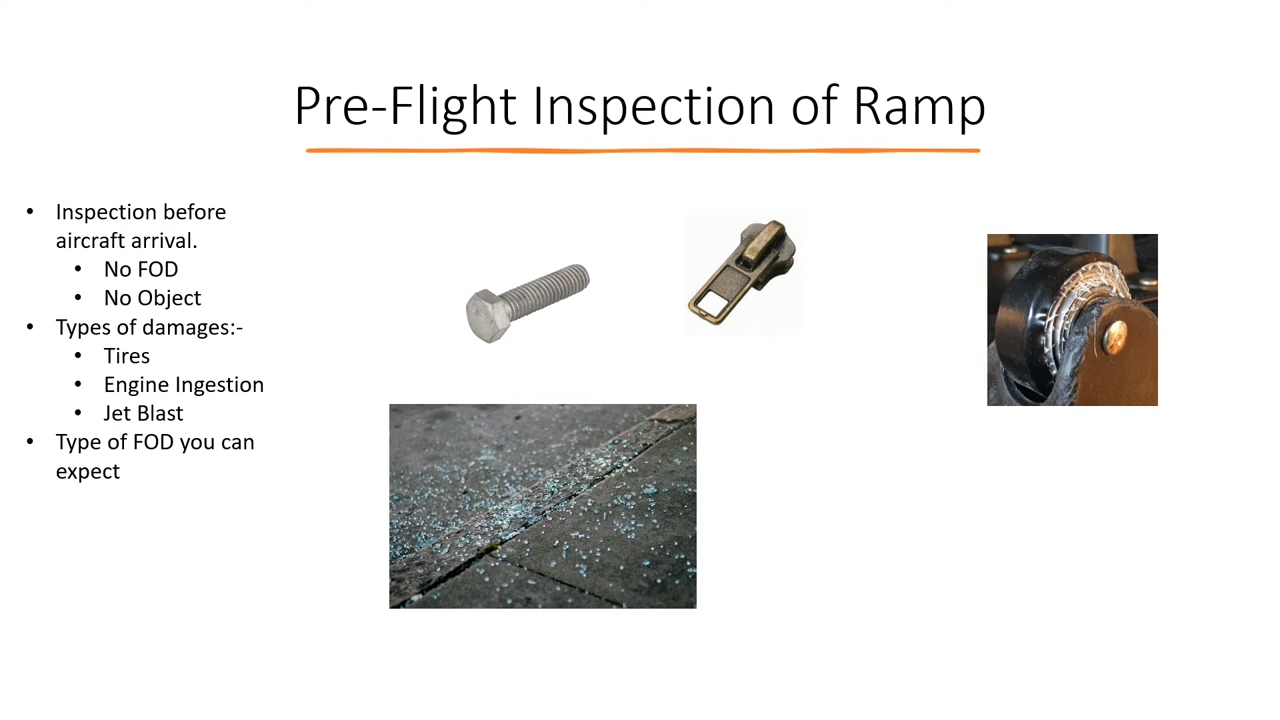 Pre-Flight Inspection of Ramp
• Inspection before
aircraft arrival.
• No FOD
• No Object
• Types of damages:-
• Tires
• Engine Ingestion
• Jet Blast
• Type of FOD you can
expect